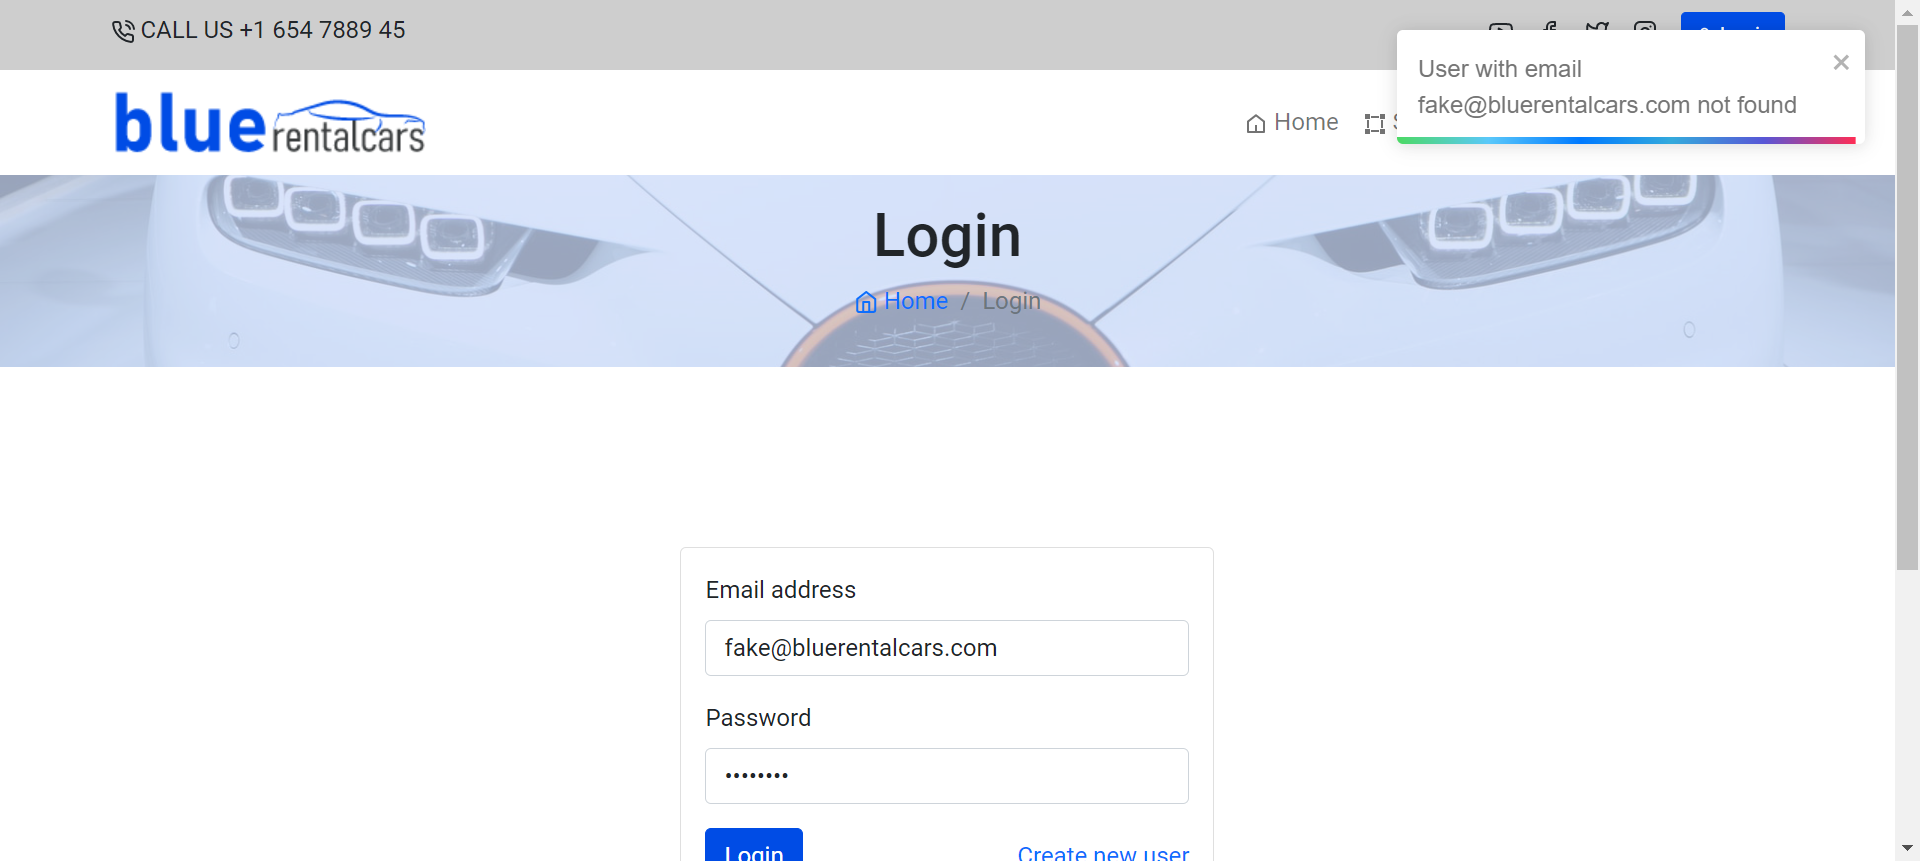 CALL US +1 654 7889 45
User with email
fake@bluerentalcars.com not found
blue rentalcars
Home
Login
Home / Login
Email address
fake@bluerentalcars.com
Password
••••••••
Login
Create new user